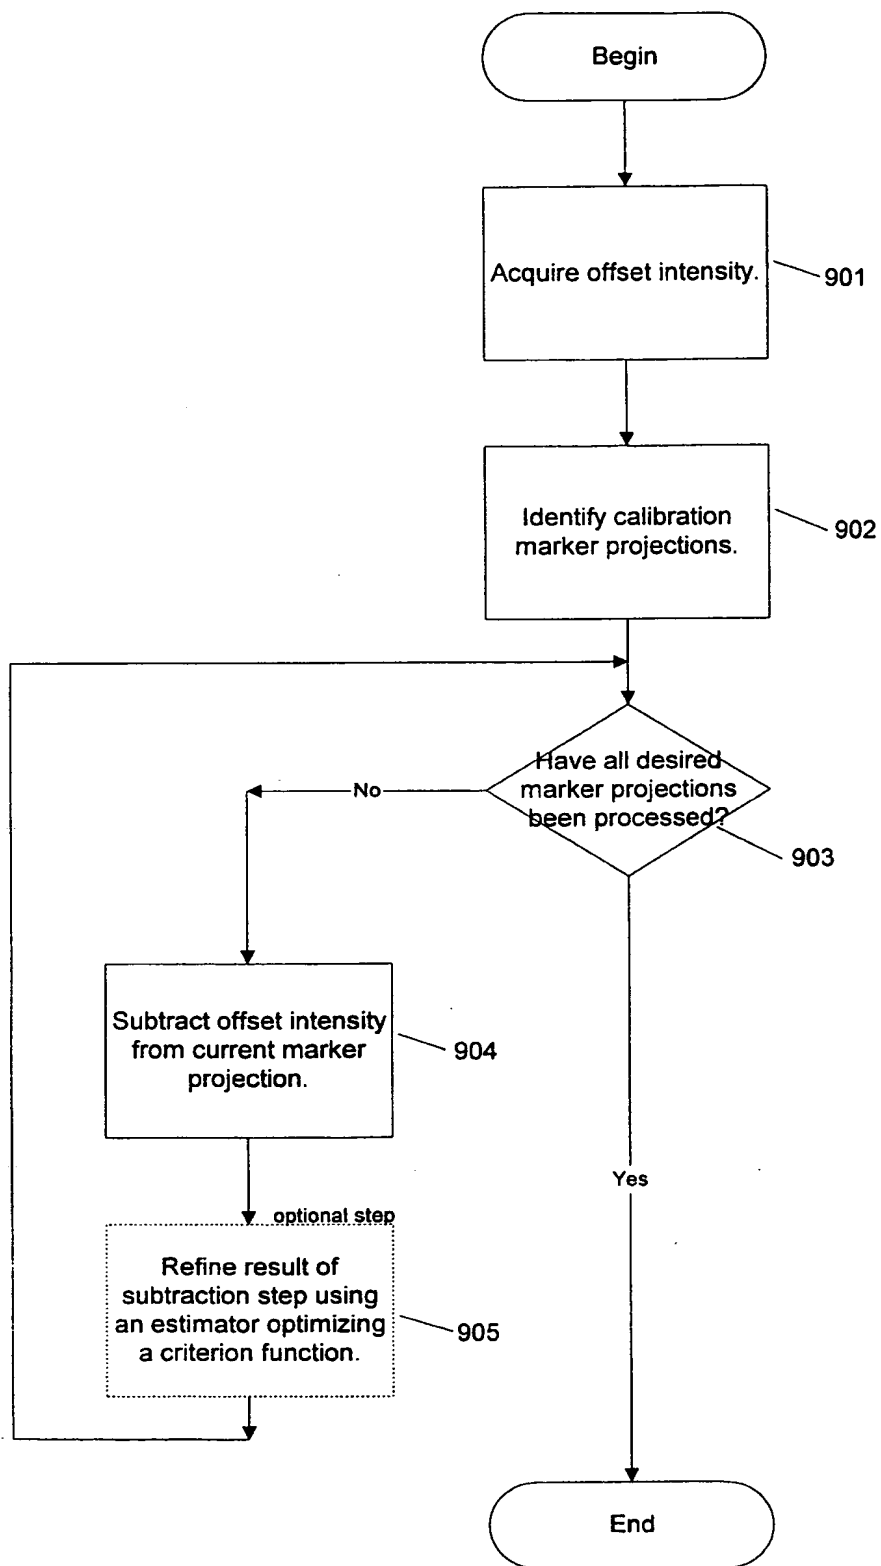 Begin
Acquire offset intensity.
901
Identify calibration
marker projections.
902
Have all desired
marker projections
been processed?
903
No
Subtract offset intensity
from current marker
projection.
904
Yes
optional step
Refine result of
subtraction step using
an estimator optimizing
a criterion function.
905
End